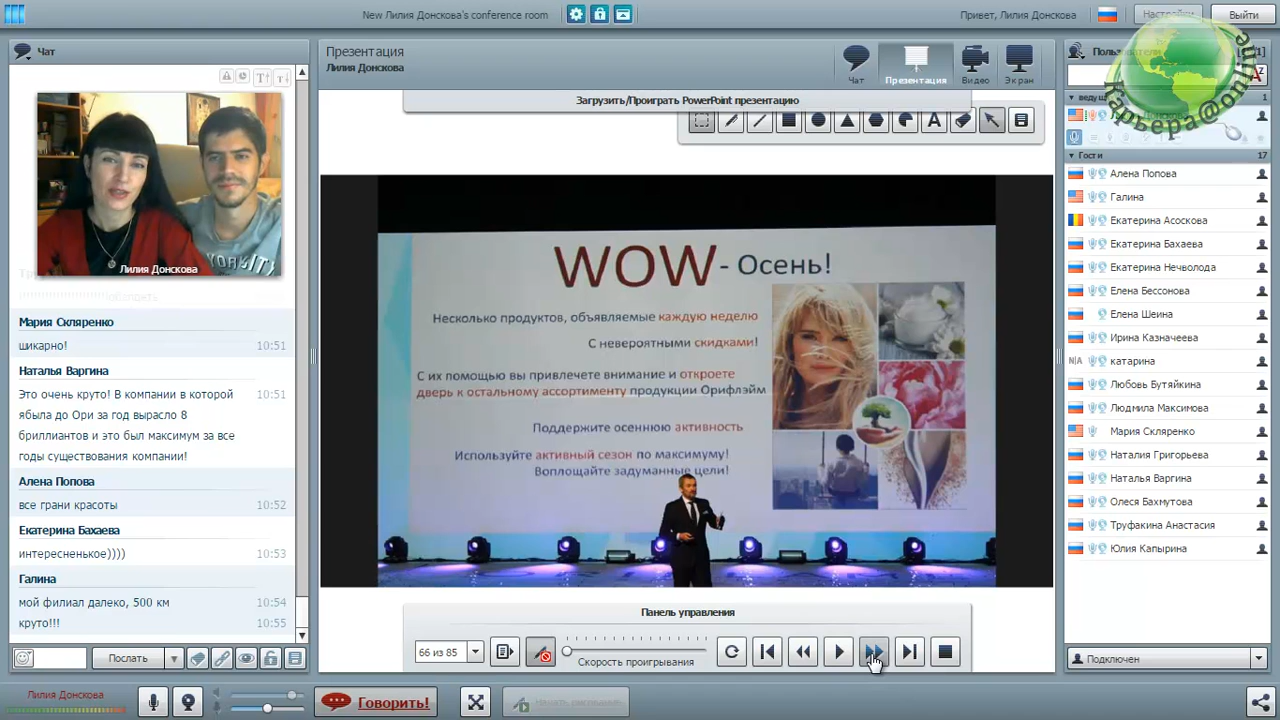 New Лилия Донскова's conference room
Привет, Лилия Донскова
Настройки
Выйти
Чат
Лилия Донскова
Мария Скляренко
шикарно! 10:51
Наталья Варгина
Это очень круто! В компании в которой 10:51
ябыла до Ори за год вырасло 8
бриллиантов и это был максимум за все
годы существования компании!
Алена Попова
все грани красоты 10:52
Екатерина Бахаева
интересненькое)))) 10:53
Галина
мой филиал далеко, 500 км 10:54
круто!!! 10:55
Послать
Презентация
Лилия Донскова
Чат
Презентация
Видео
Экран
Загрузить/Проиграть PowerPoint презентацию
WOW - Осень!
Несколько продуктов, объявляемые каждую неделю
С невероятными скидками!
С их помощью вы привлечете внимание и откроете
дверь к остальному ассортименту продукции Орифлэйм
Поддержите осеннюю активность
Используйте активный сезон по максимуму!
Воплощайте задуманные цели!
Панель управления
66 из 85
Скорость проигрывания
карьера@online
Гости 17
Алена Попова
Галина
Екатерина Асоскова
Екатерина Бахаева
Екатерина Нечволода
Елена Бессонова
Елена Шеина
Ирина Казначеева
N/A катарина
Любовь Бутяйкина
Людмила Максимова
Мария Скляренко
Наталия Григорьева
Наталья Варгина
Олеся Бахмутова
Труфакина Анастасия
Юлия Капырина
Подключен
Лилия Донскова
Говорить!